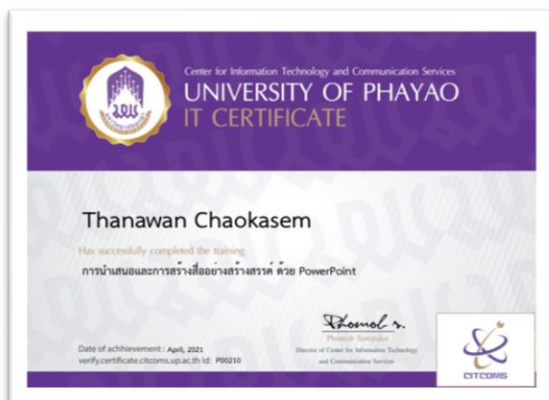 Center for Information Technology and Communication Services
UNIVERSITY OF PHAYAO
IT CERTIFICATE
Thanawan Chaokasem
Has successfully completed the training
การนำเสนอและการสร้างสื่ออย่างสร้างสรรค์ ด้วย PowerPoint
Date of achhievement : April, 2021
verify.certificate.citcoms.up.ac.th Id: P00210
Director of Center for Information Technology
and Communication Services
CITCOMS